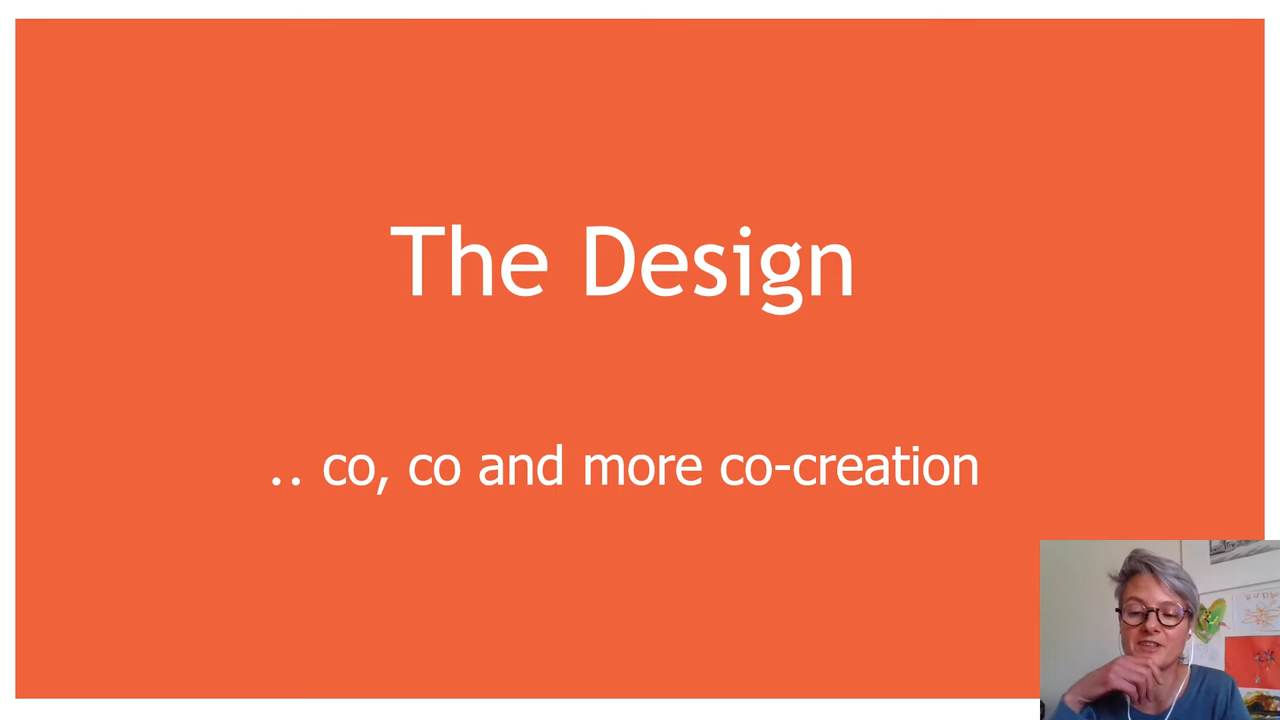 The Design
.. co, co and more co-creation